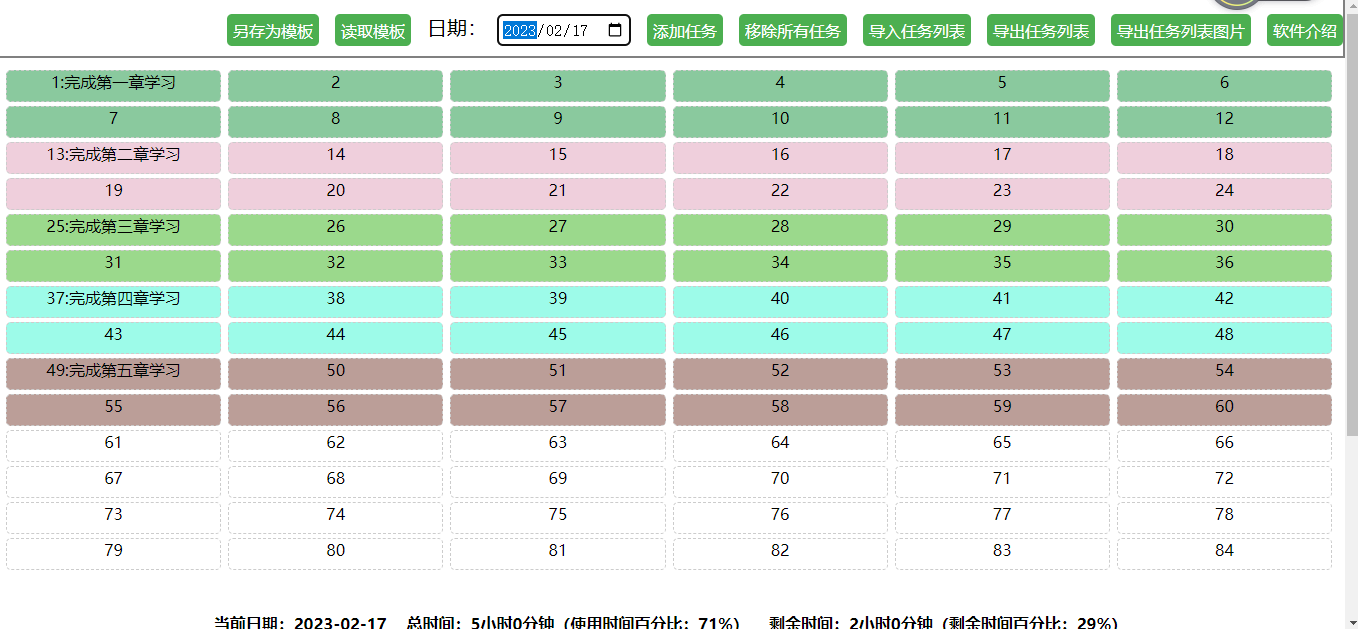 另存为模板 读取模板 日期： 2023/02/17 添加任务 移除所有任务 导入任务列表 导出任务列表 导出任务列表图片 软件介绍
1:完成第一章学习 2 3 4 5 6
7 8 9 10 11 12
13:完成第二章学习 14 15 16 17 18
19 20 21 22 23 24
25:完成第三章学习 26 27 28 29 30
31 32 33 34 35 36
37:完成第四章学习 38 39 40 41 42
43 44 45 46 47 48
49:完成第五章学习 50 51 52 53 54
55 56 57 58 59 60
61 62 63 64 65 66
67 68 69 70 71 72
73 74 75 76 77 78
79 80 81 82 83 84
当前日期：2023-02-17 总时间：5小时0分钟（使用时间百分比：71%） 剩余时间：2小时0分钟（剩余时间百分比：29%）